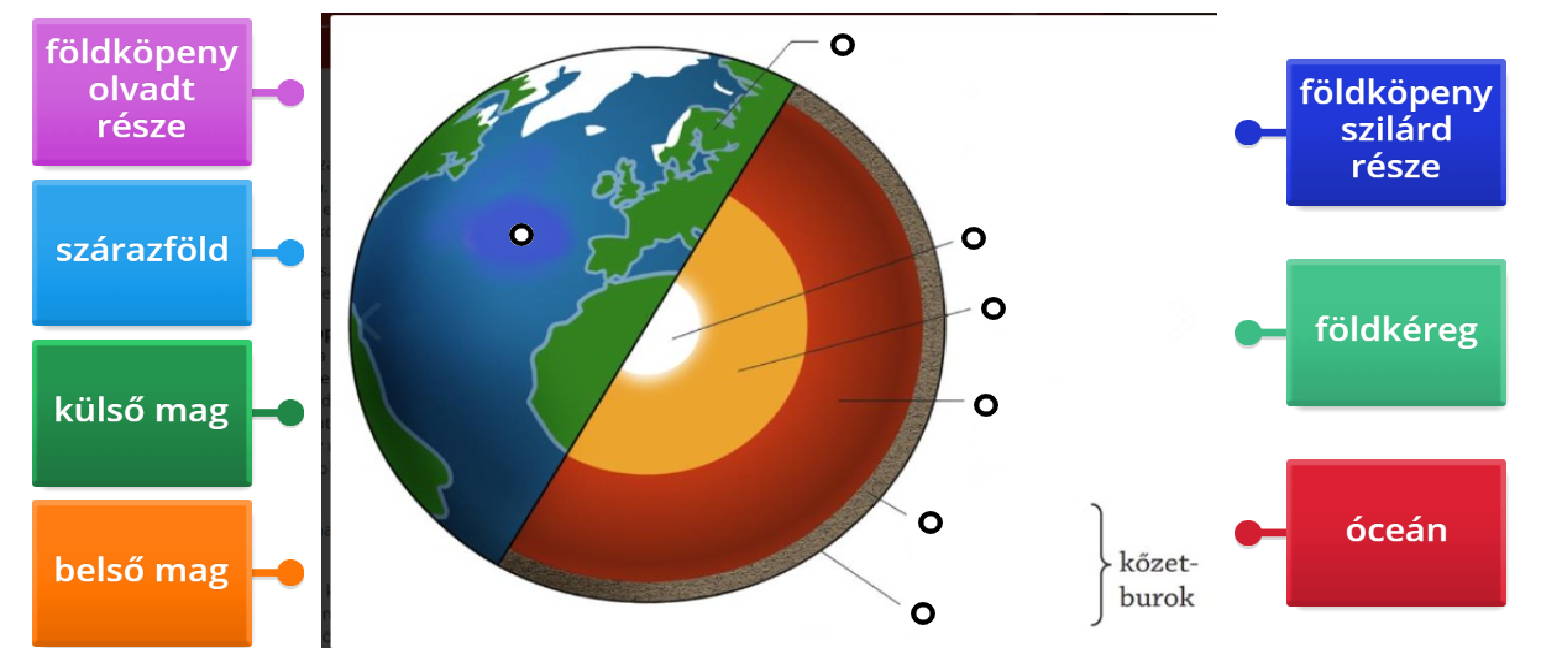 földköpeny
olvadt
része
szárazföld
külső mag
belső mag
kőzet-
burok
földköpeny
szilárd
része
földkéreg
óceán